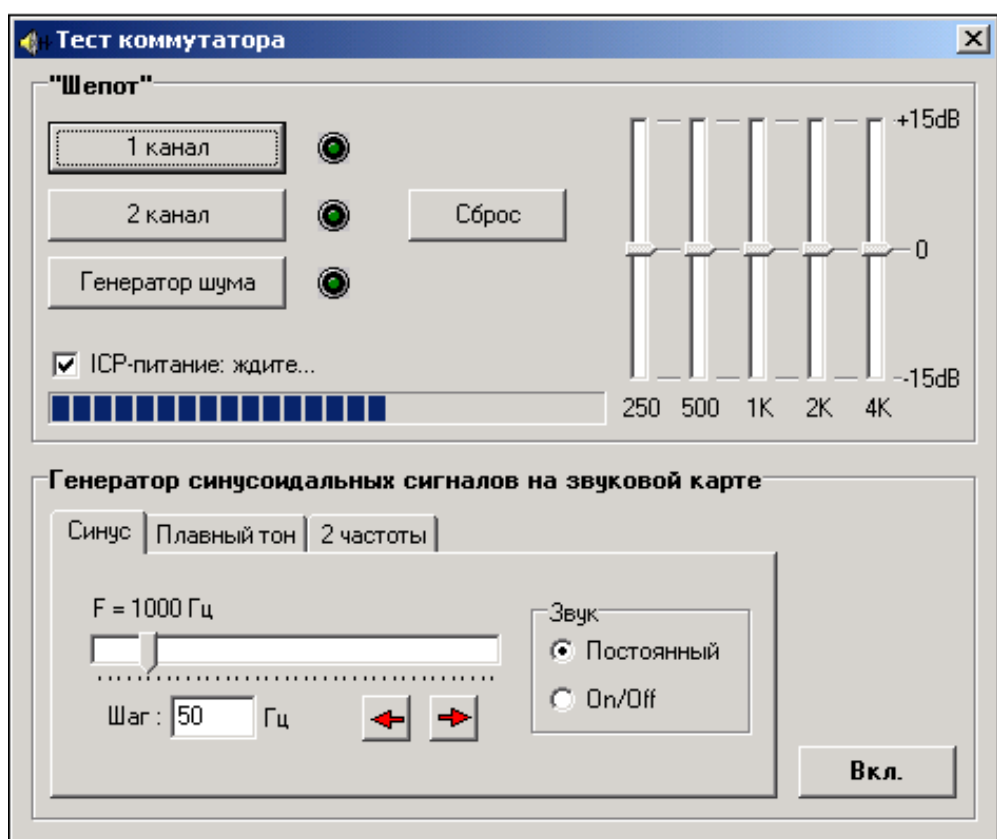 Тест коммутатора
"Шепот"
1 канал
2 канал
Сброс
Генератор шума
ICP-питание: ждите...
+15dB
0
-15dB
250 500 1K 2K 4K
Генератор синусоидальных сигналов на звуковой карте
Синус Плавный тон 2 частоты
F = 1000 Гц
Шаг : 50 Гц
Звук
Постоянный
On/Off
Вкл.